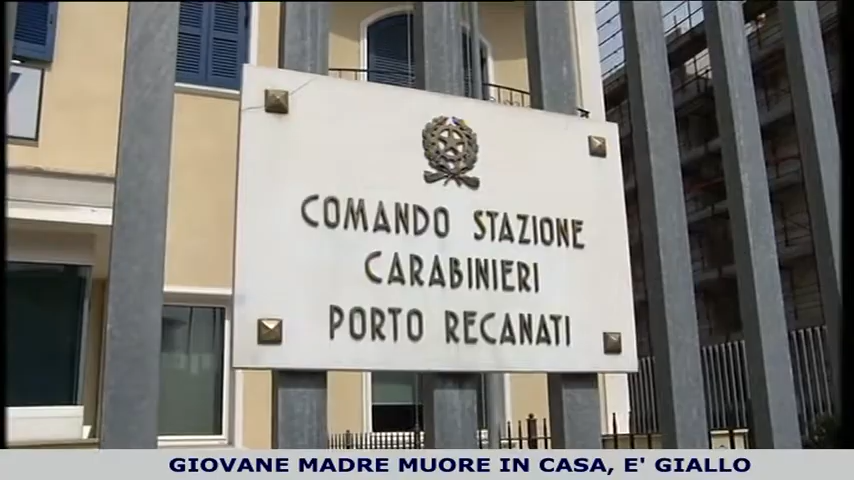 COMANDO STAZIONE
CARABINIERI
PORTO RECANATI
GIOVANE MADRE MUORE IN CASA, E' GIALLO